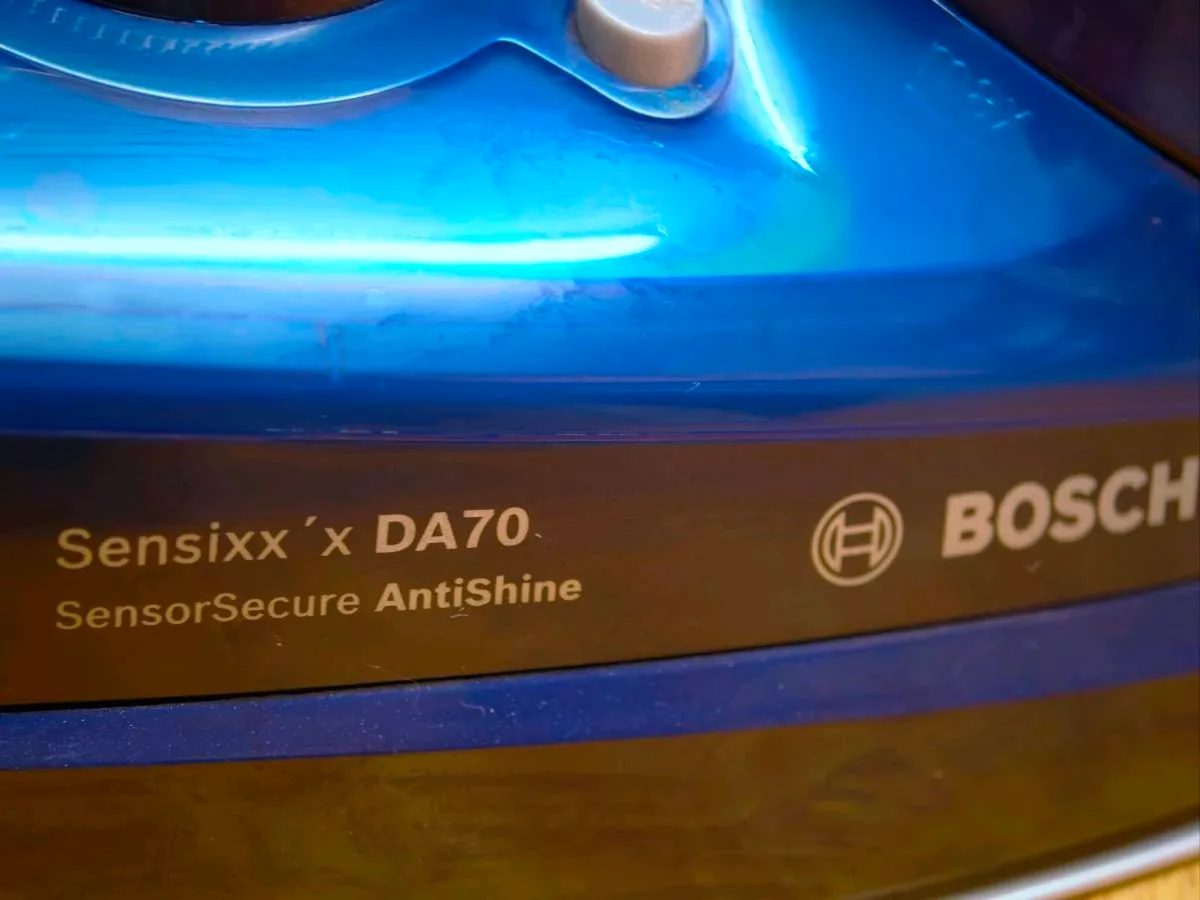 Sensixx´x DA70
SensorSecure AntiShine
BOSCH